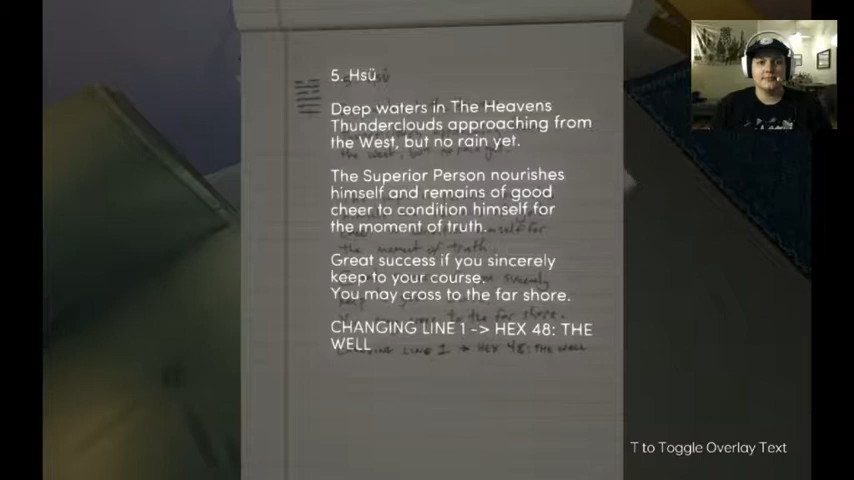 5. Hsü
Deep waters in The Heavens
Thunderclouds approaching from
the West, but no rain yet.
The Superior Person nourishes
himself and remains of good
cheer to condition himself for
the moment of truth.
Great success if you sincerely
keep to your course.
You may cross to the far shore.
CHANGING LINE 1 -> HEX 48: THE
WELL
T to Toggle Overlay Text